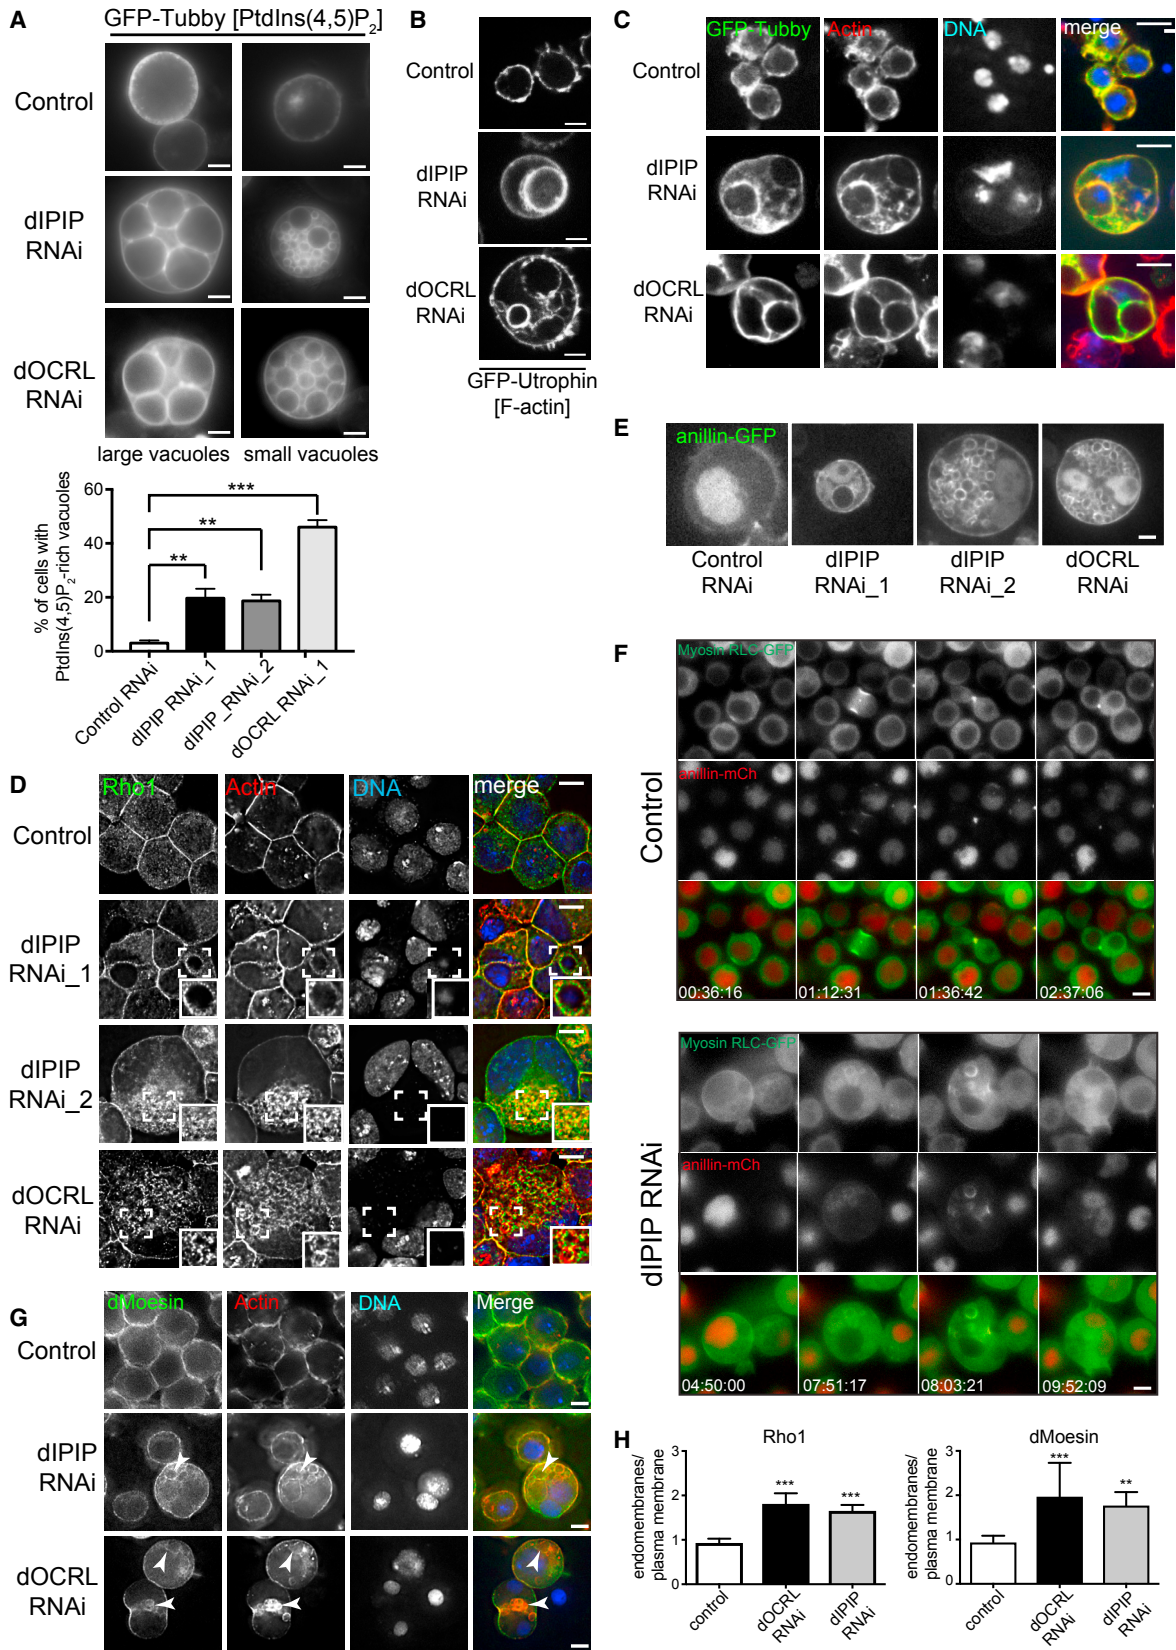 A
GFP-Tubby [PtdIns(4,5)P2]
Control
dIPIP
RNAi
dOCRL
RNAi
large vacuoles small vacuoles
% of cells with
PtdIns(4,5)P2-rich vacuoles
60
40
20
0
***
**
**
Control RNAi
dIPIP RNAi_1
dIPIP_RNAi_2
dOCRL RNAi_1
B
Control
dIPIP
RNAi
dOCRL
RNAi
GFP-Utrophin
[F-actin]
C
GFP-Tubby Actin DNA merge
Control
dIPIP
RNAi
dOCRL
RNAi
D
Rho1 Actin DNA merge
Control
dIPIP
RNAi_1
dIPIP
RNAi_2
dOCRL
RNAi
E
anillin-GFP
Control
RNAi
dIPIP
RNAi_1
dIPIP
RNAi_2
dOCRL
RNAi
F
Control
Myosin RLC-GFP
anillin-mCh
00:36:16 01:12:31 01:36:42 02:37:06
dIPIP RNAi
Myosin RLC-GFP
anillin-mCh
04:50:00 07:51:17 08:03:21 09:52:09
G
dMoesin Actin DNA Merge
Control
dIPIP
RNAi
dOCRL
RNAi
H
Rho1
endomembranes/
plasma membrane
3
2
1
0
***
***
control
dOCRL
RNAi
dIPIP
RNAi
dMoesin
endomembranes/
plasma membrane
3
2
1
0
***
**
control
dOCRL
RNAi
dIPIP
RNAi